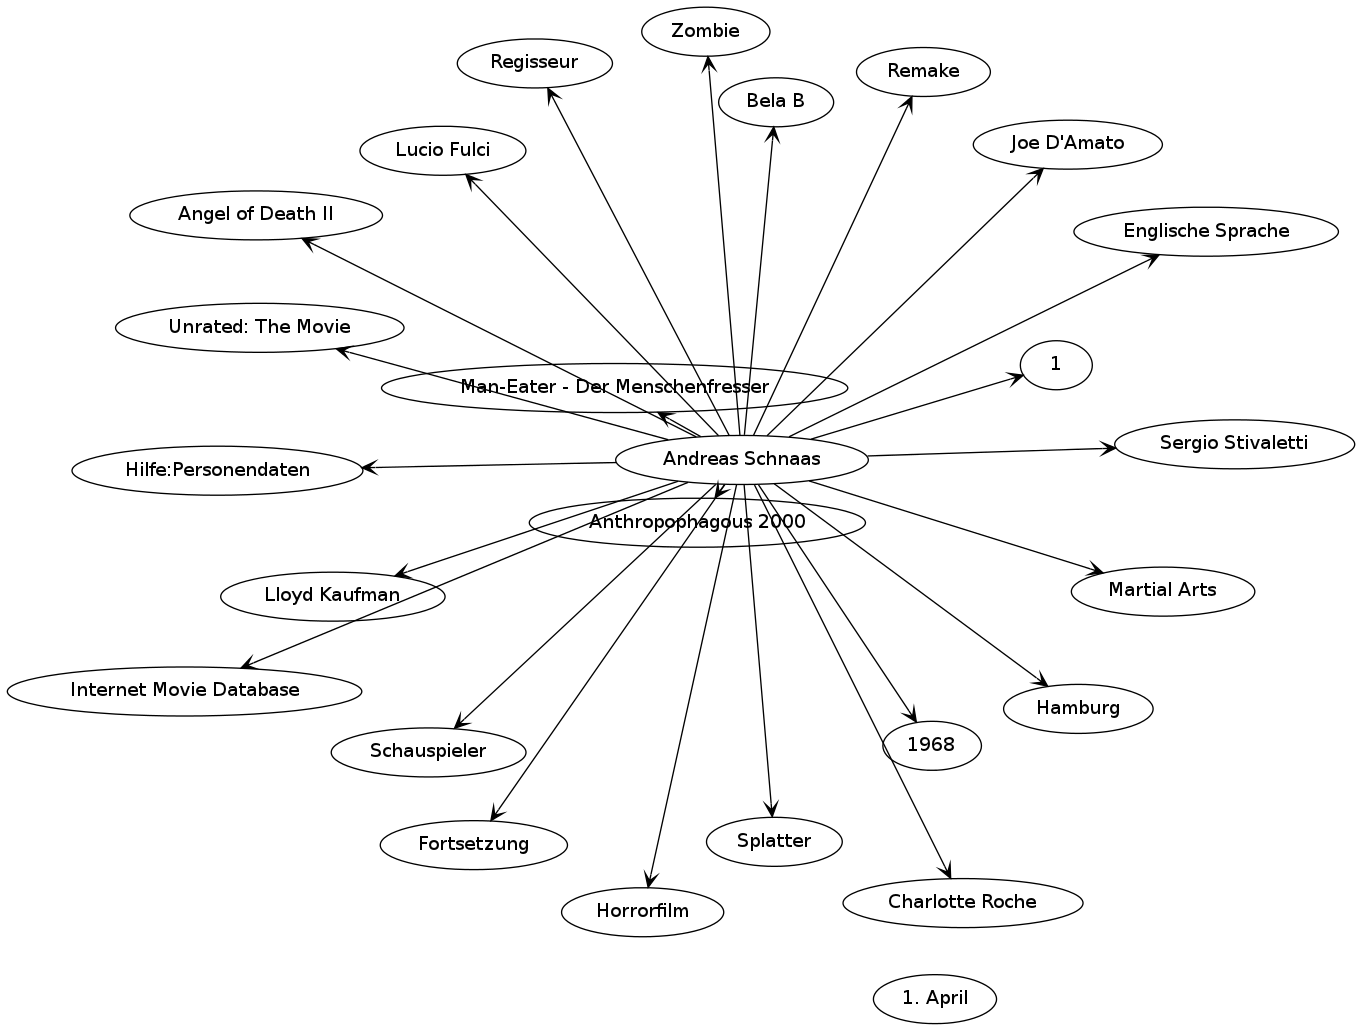 Zombie
Regisseur
Remake
Bela B
Joe D'Amato
Lucio Fulci
Angel of Death II
Englische Sprache
Unrated: The Movie
1
Man-Eater - Der Menschenfresser
Sergio Stivaletti
Andreas Schnaas
Hilfe:Personendaten
Anthropophagous 2000
Martial Arts
Lloyd Kaufman
Internet Movie Database
Hamburg
1968
Schauspieler
Splatter
Fortsetzung
Charlotte Roche
Horrorfilm
1. April